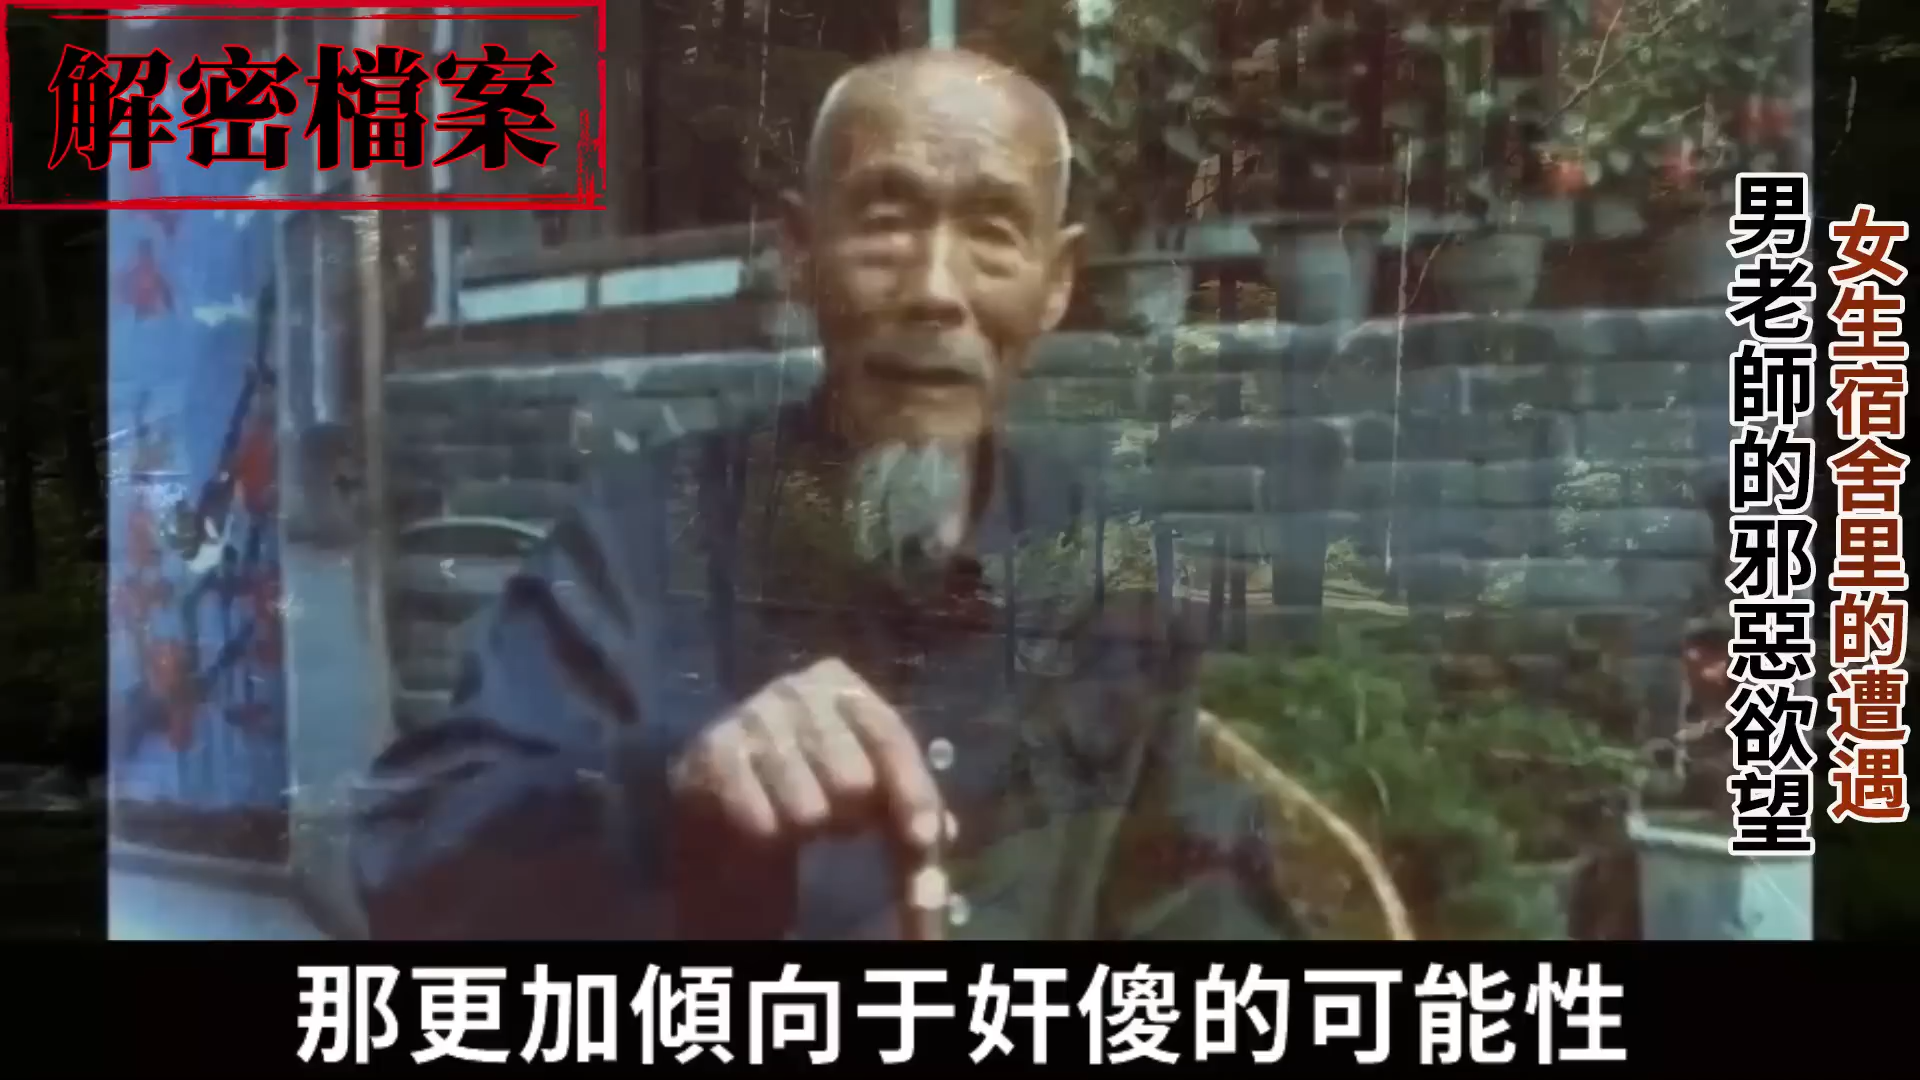 解密檔案
女生宿舍里的遭遇
男老師的邪惡欲望
那更加傾向于奸傻的可能性